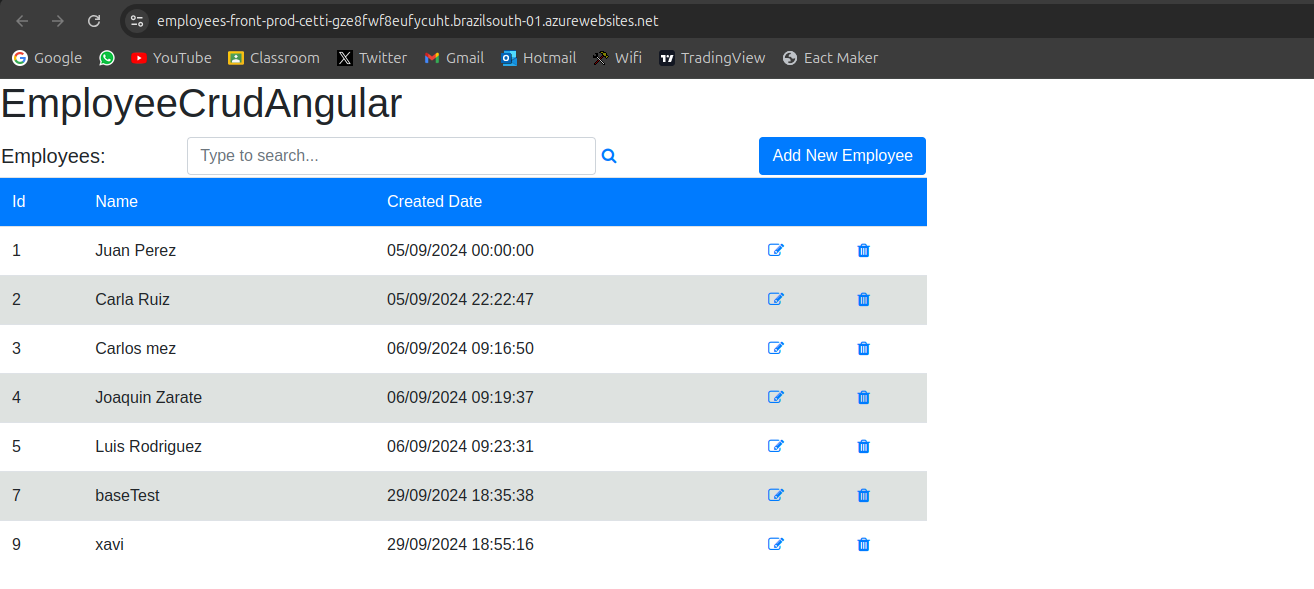 employees-front-prod-cetti-gze8fwf8eufycuht.brazilsouth-01.azurewebsites.net
Google YouTube Classroom Twitter Gmail Hotmail Wifi TradingView Eact Maker
EmployeeCrudAngular
Employees: Type to search... Add New Employee
Id Name Created Date
1 Juan Perez 05/09/2024 00:00:00
2 Carla Ruiz 05/09/2024 22:22:47
3 Carlos mez 06/09/2024 09:16:50
4 Joaquin Zarate 06/09/2024 09:19:37
5 Luis Rodriguez 06/09/2024 09:23:31
7 baseTest 29/09/2024 18:35:38
9 xavi 29/09/2024 18:55:16